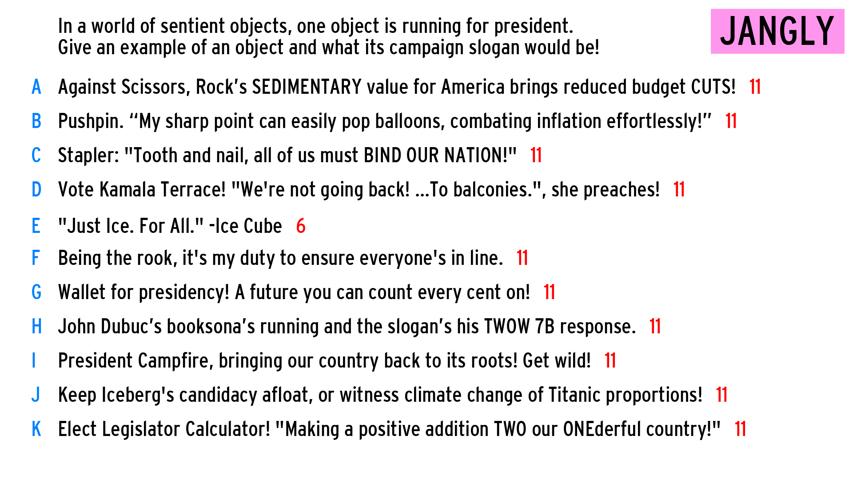 In a world of sentient objects, one object is running for president.
Give an example of an object and what its campaign slogan would be!
JANGLY
A Against Scissors, Rock’s SEDIMENTARY value for America brings reduced budget CUTS! 11
B Pushpin. “My sharp point can easily pop balloons, combating inflation effortlessly!” 11
C Stapler: "Tooth and nail, all of us must BIND OUR NATION!" 11
D Vote Kamala Terrace! "We're not going back! ...To balconies.", she preaches! 11
E "Just Ice. For All." -Ice Cube 6
F Being the rook, it's my duty to ensure everyone's in line. 11
G Wallet for presidency! A future you can count every cent on! 11
H John Dubuc’s booksona’s running and the slogan’s his TWOW 7B response. 11
I President Campfire, bringing our country back to its roots! Get wild! 11
J Keep Iceberg's candidacy afloat, or witness climate change of Titanic proportions! 11
K Elect Legislator Calculator! "Making a positive addition TWO our ONEderful country!" 11